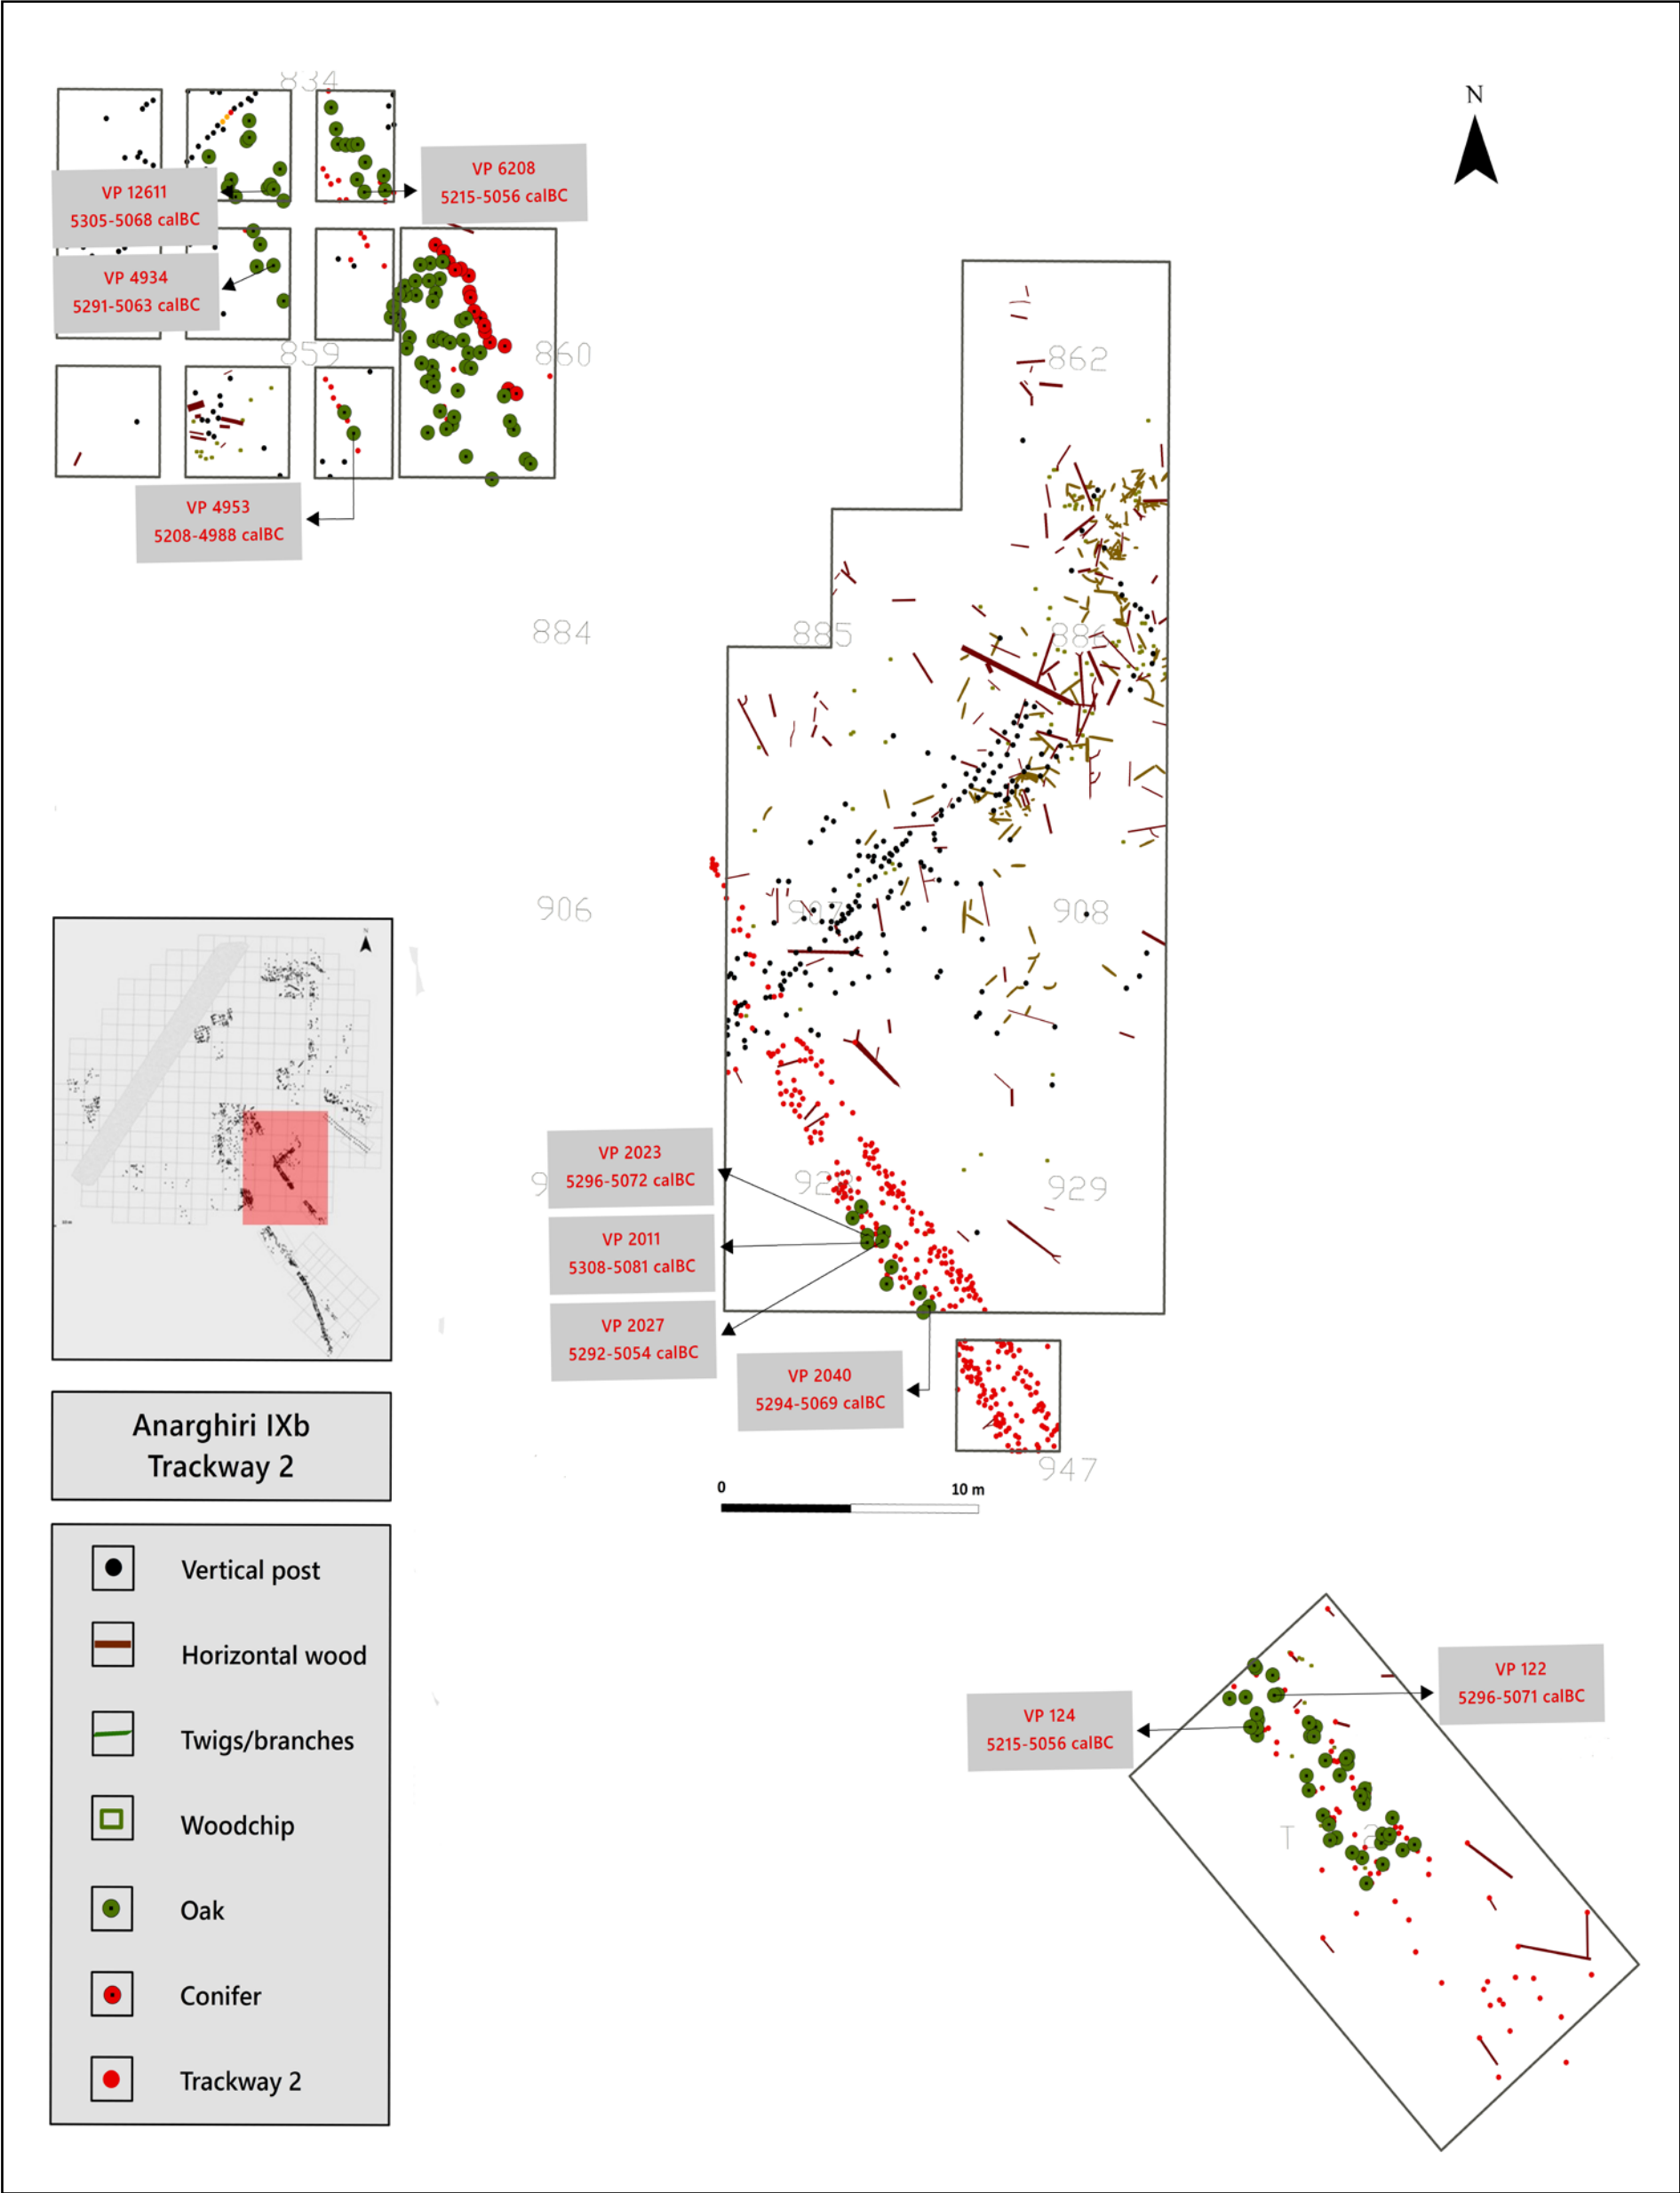 834
N
VP 12611
5305-5068 calBC
VP 6208
5215-5056 calBC
VP 4934
5291-5063 calBC
859
860
862
VP 4953
5208-4988 calBC
884
885
886
906
907
908
N
VP 2023
5296-5072 calBC
928
929
VP 2011
5308-5081 calBC
VP 2027
5292-5054 calBC
VP 2040
5294-5069 calBC
947
0
10 m
Anarghiri IXb
Trackway 2
Vertical post
Horizontal wood
Twigs/branches
Woodchip
Oak
Conifer
Trackway 2
VP 122
5296-5071 calBC
VP 124
5215-5056 calBC
T